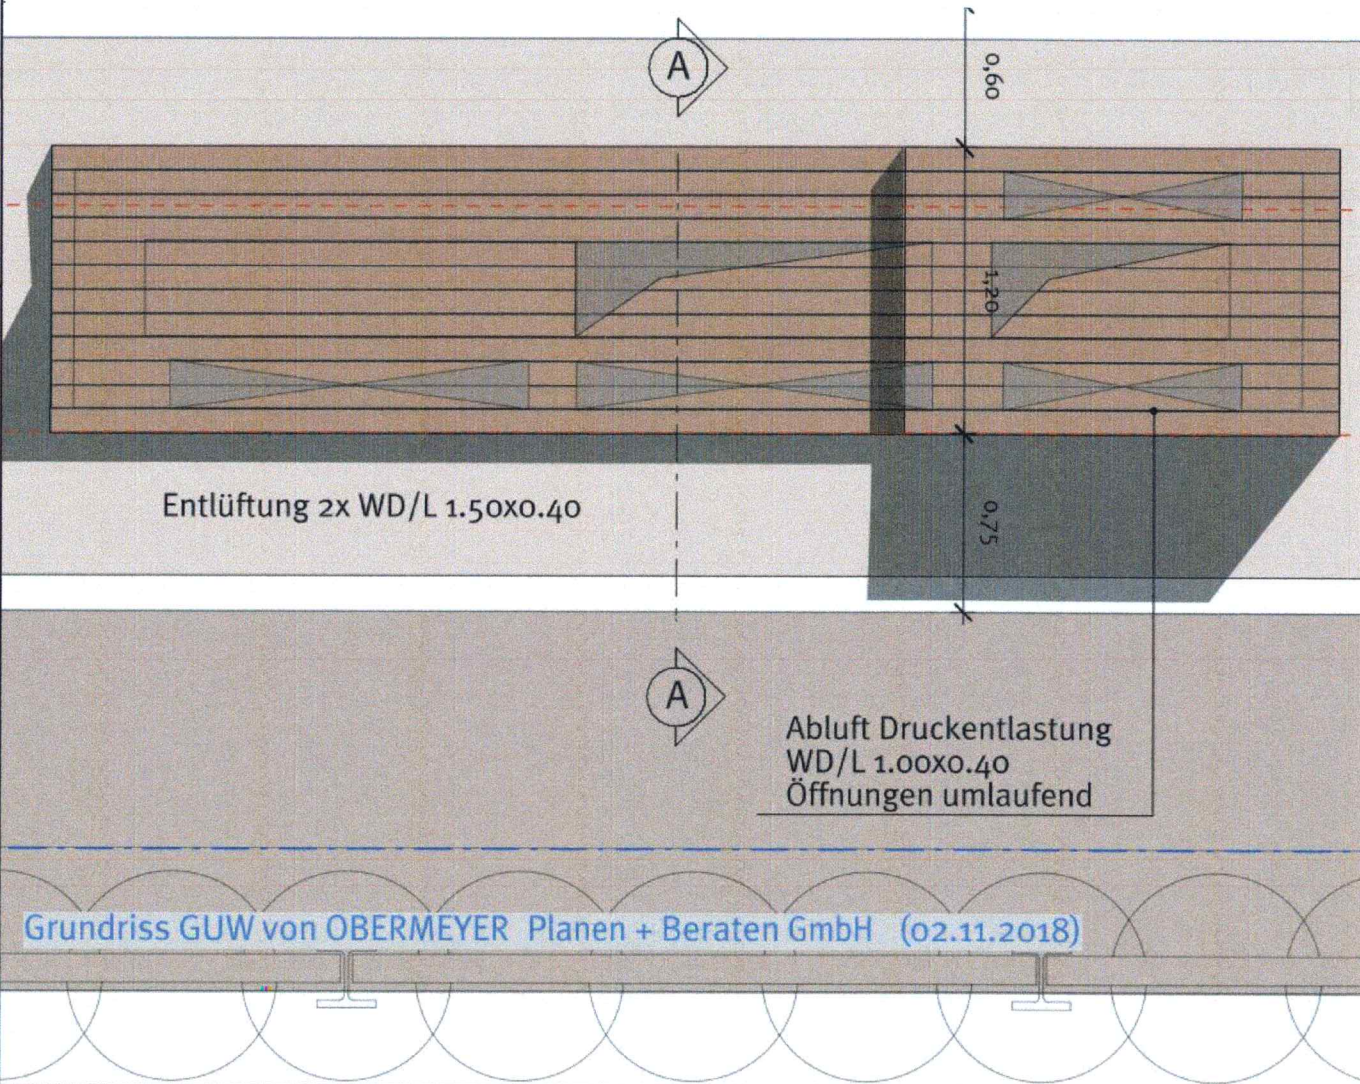 A
0,60
1,20
Entlüftung 2x WD/L 1.50x0.40
0,75
A
Abluft Druckentlastung
WD/L 1.00x0.40
Öffnungen umlaufend
Grundriss GUW von OBERMEYER Planen + Beraten GmbH (02.11.2018)